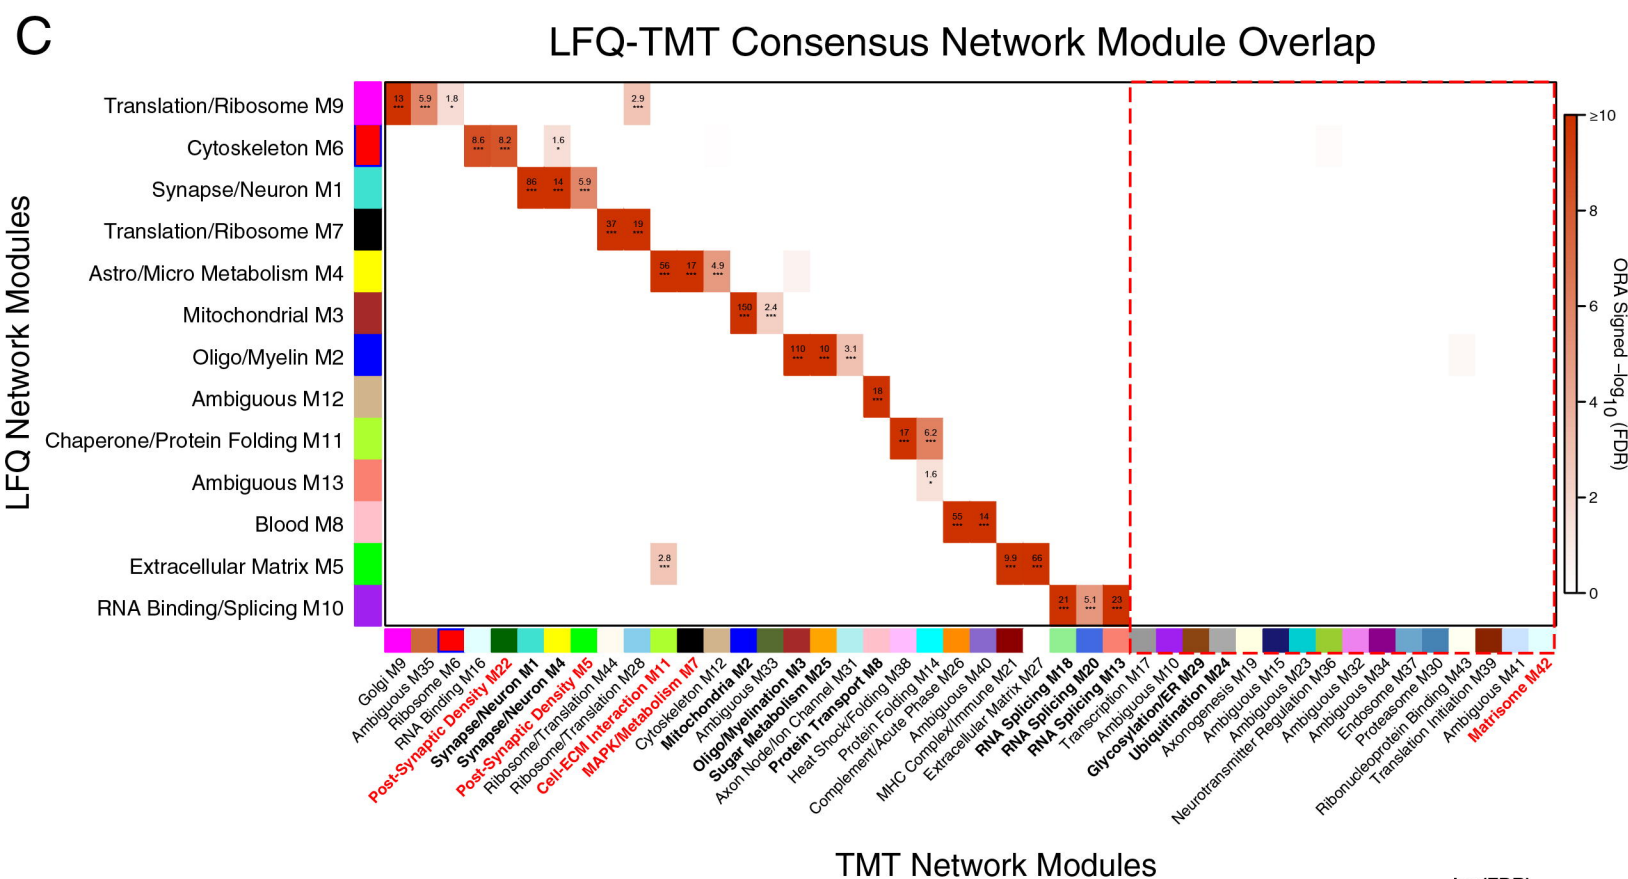 C
LFQ-TMT Consensus Network Module Overlap
LFQ Network Modules
Translation/Ribosome M9
Cytoskeleton M6
Synapse/Neuron M1
Translation/Ribosome M7
Astro/Micro Metabolism M4
Mitochondrial M3
Oligo/Myelin M2
Ambiguous M12
Chaperone/Protein Folding M11
Ambiguous M13
Blood M8
Extracellular Matrix M5
RNA Binding/Splicing M10
13 5.9 1.8 2.9
*** *** * ***
8.6 8.2 1.6
*** *** *
86 14 5.9
*** *** ***
37 19
*** ***
56 17 4.9
*** *** ***
150 2.4
*** ***
110 10 3.1
*** *** ***
18
***
17 6.2
*** ***
1.6
*
55 14
*** ***
2.8 9.9 66
*** *** ***
21 5.1 23
*** *** ***
≥10
8
6
4
2
0
ORA Signed −log10 (FDR)
Golgi M9
Ambiguous M35
Ribosome M6
RNA Binding M16
Post-Synaptic Density M22
Synapse/Neuron M1
Synapse/Neuron M4
Post-Synaptic Density M5
Ribosome/Translation M44
Ribosome/Translation M28
Cell-ECM Interaction M11
MAPK/Metabolism M7
Cytoskeleton M12
Mitochondria M2
Ambiguous M33
Oligo/Myelination M3
Sugar Metabolism M25
Axon Node/Ion Channel M31
Protein Transport M8
Heat Shock/Folding M38
Protein Folding M14
Complement/Acute Phase M26
Ambiguous M40
MHC Complex/Immune M21
Extracellular Matrix M27
RNA Splicing M18
RNA Splicing M20
RNA Splicing M13
Transcription M17
Ambiguous M10
Glycosylation/ER M29
Ubiquitination M24
Axonogenesis M19
Ambiguous M15
Ambiguous M23
Neurotransmitter Regulation M36
Ambiguous M32
Ambiguous M34
Endosome M37
Proteasome M30
Ribonucleoprotein Binding M43
Translation Initiation M39
Ambiguous M41
Matrisome M42
TMT Network Modules